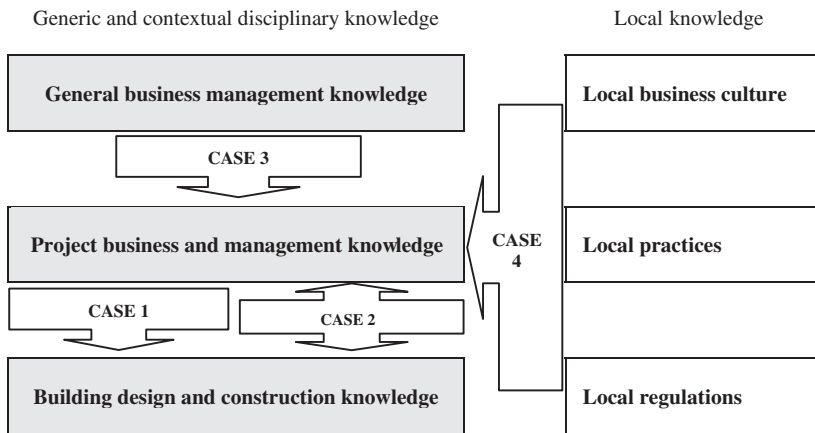 Generic and contextual disciplinary knowledge
Local knowledge
General business management knowledge
Local business culture
CASE 3
Project business and management knowledge
CASE
4
Local practices
CASE 1
CASE 2
Building design and construction knowledge
Local regulations